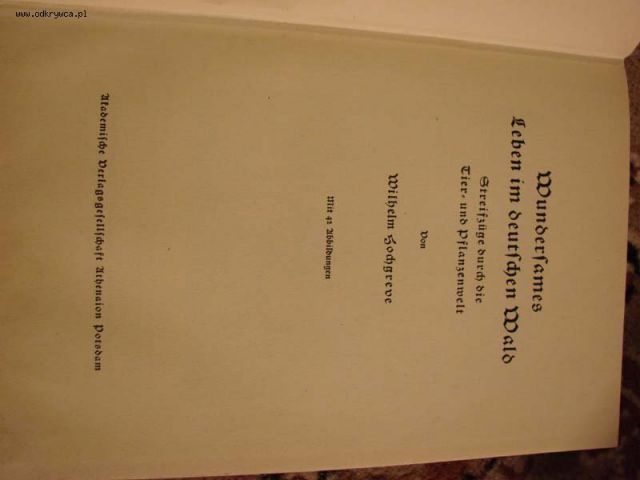 www.odkrywca.pl
Wundersames
Leben im deutschen Wald
Streifzüge durch die
Tier- und Pflanzenwelt
Von
Wilhelm Hochgreve
Mit 42 Abbildungen
Akademische Verlagsgesellschaft Athenaion Potsdam